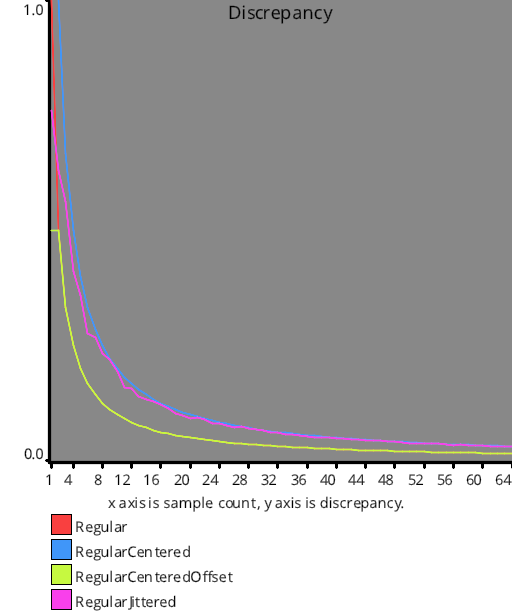 Discrepancy
1.0
0.0
1 4 8 12 16 20 24 28 32 36 40 44 48 52 56 60 64
x axis is sample count, y axis is discrepancy.
Regular
RegularCentered
RegularCenteredOffset
RegularJittered